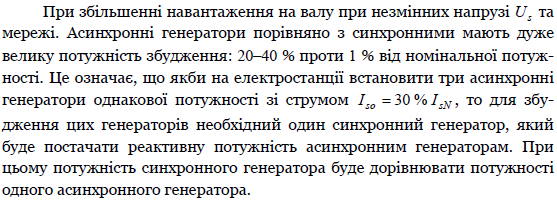 При збільшенні навантаження на валу при незмінних напрузі U_s та
мережі. Асинхронні генератори порівняно з синхронними мають дуже
велику потужність збудження: 20–40 % проти 1 % від номінальної потуж-
ності. Це означає, що якби на електростанції встановити три асинхронні
генератори однакової потужності зі струмом I_so = 30 % I_sN, то для збу-
дження цих генераторів необхідний один синхронний генератор, який
буде постачати реактивну потужність асинхронним генераторам. При
цьому потужність синхронного генератора буде дорівнювати потужності
одного асинхронного генератора.